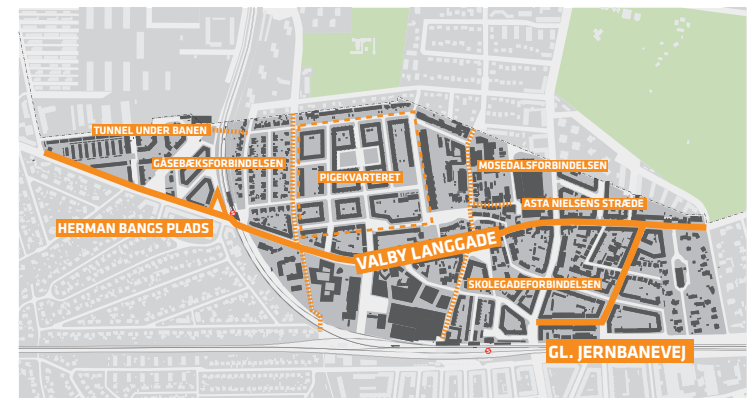 TUNNEL UNDER BANEN
GÅSEBÆKSFORBINDELSEN
MOSEDALSFORBINDELSEN
PIGEKVARTERET
ASTA NIELSENS STRÆDE
HERMAN BANGS PLADS
VALBY LANGGADE
SKOLEGADEFORBINDELSEN
GL. JERNBANEVEJ